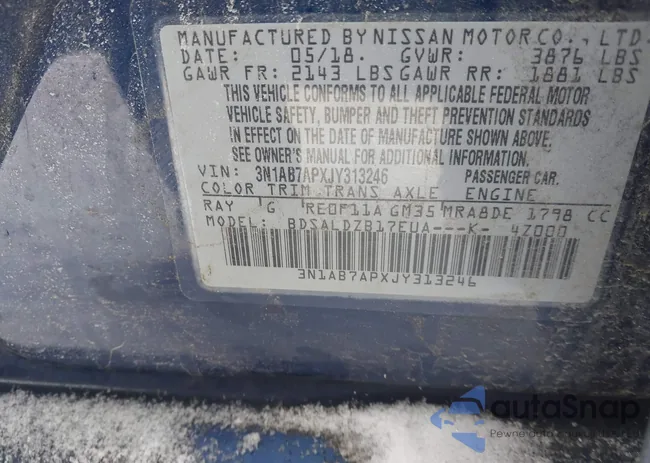 MANUFACTURED BY NISSAN MOTOR CO., LTD.
DATE: 05/18. GVWR: 3876 LBS
GAWR FR: 2143 LBS GAWR RR: 1881 LBS
THIS VEHICLE CONFORMS TO ALL APPLICABLE FEDERAL MOTOR
VEHICLE SAFETY, BUMPER AND THEFT PREVENTION STANDARDS
IN EFFECT ON THE DATE OF MANUFACTURE SHOWN ABOVE.
SEE OWNER'S MANUAL FOR ADDITIONAL INFORMATION.
VIN: 3N1AB7APXJY313246 PASSENGER CAR.
COLOR TRIM TRANS AXLE ENGINE
RAY G RE0F11A GM35 MRA8DE 1798 CC
MODEL: BDSALDZB17EUA---K- 4Z000
3N1AB7APXJY313246
autoSnap